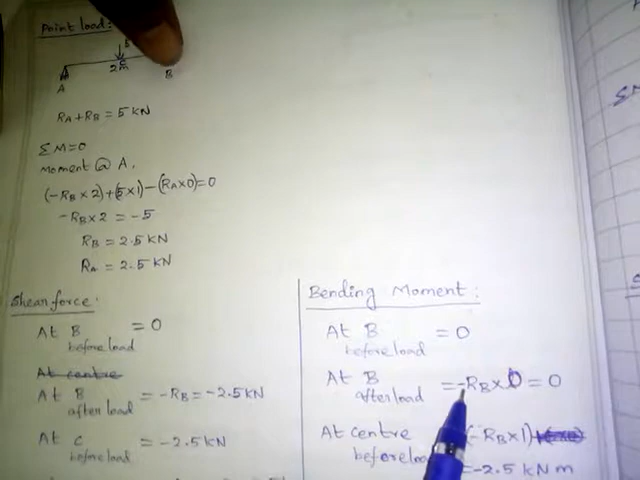 Point load:
5
2m
C
A
B
RA + RB = 5 KN
ΣM=0
Moment @ A,
(-RB × 2) + (5×1) - (RA×0) = 0
-RB × 2 = -5
RB = 2.5 KN
RA = 2.5 KN
Shear force:
At B before load = 0
At centre
At B after load = -RB = -2.5 KN
At C before load = -2.5 KN
Bending Moment:
At B before load = 0
At B after load = -RB × 0 = 0
At centre before load (-RB×1)
= -2.5 KN m
ΣM